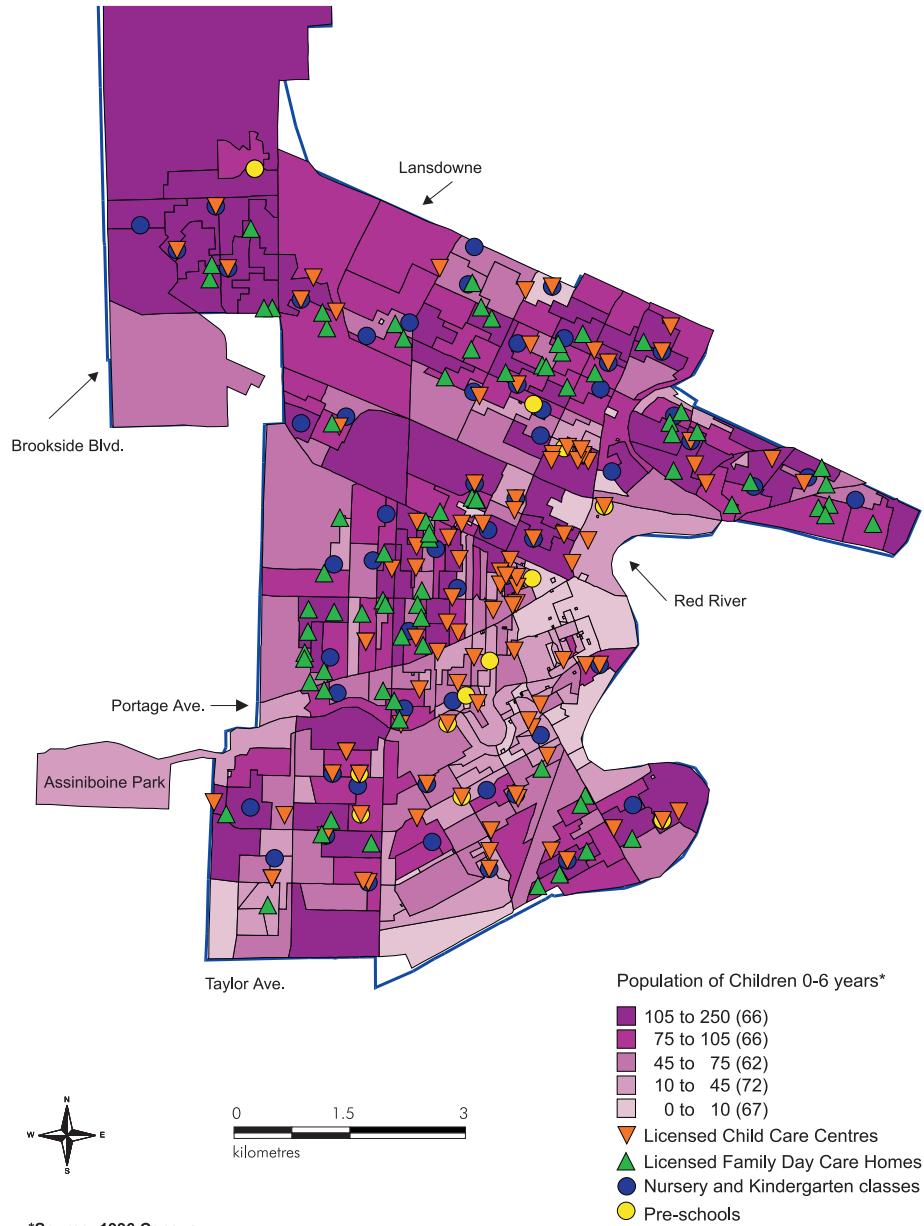 Lansdowne
Brookside Blvd.
Red River
Portage Ave.
Assiniboine Park
Taylor Ave.
Population of Children 0-6 years*
105 to 250 (66)
75 to 105 (66)
45 to 75 (62)
10 to 45 (72)
0 to 10 (67)
Licensed Child Care Centres
Licensed Family Day Care Homes
Nursery and Kindergarten classes
Pre-schools
N
W E
S
0 1.5 3
kilometres